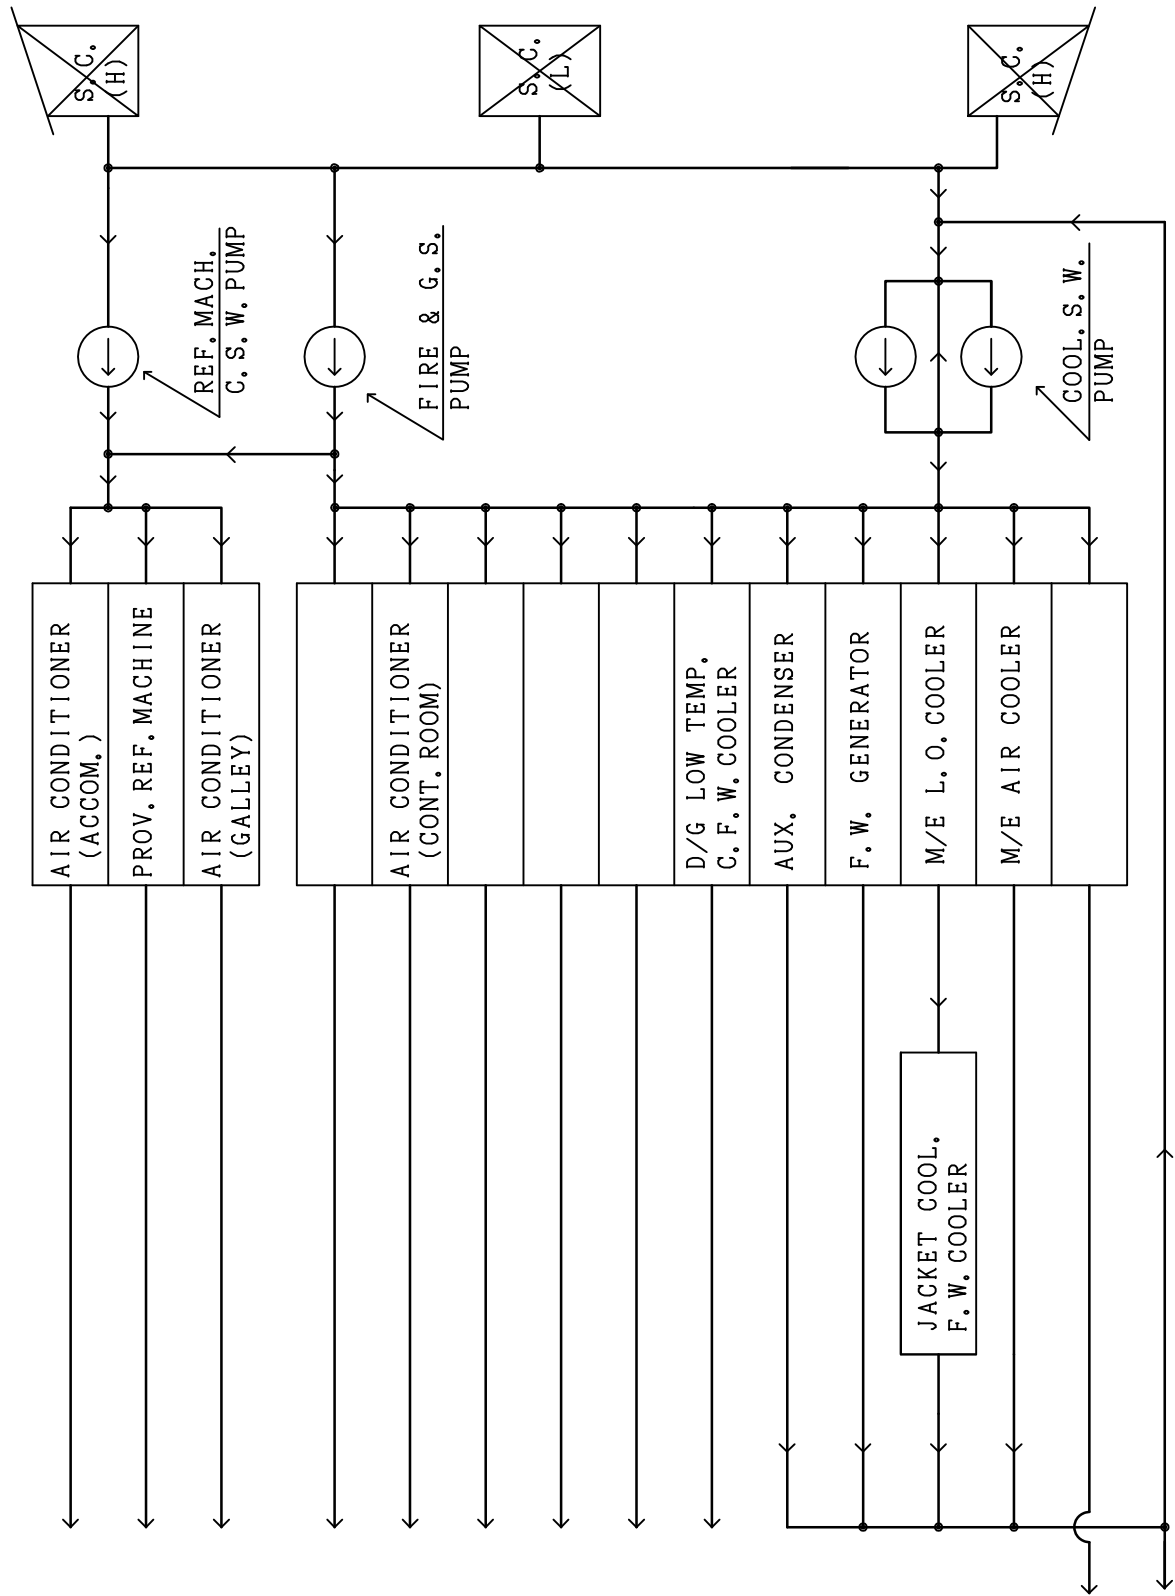 S.C.
(H)
S.C.
(L)
S.C.
(H)
REF.MACH.
C.S.W.PUMP
FIRE & G.S.
PUMP
COOL.S.W.
PUMP
AIR CONDITIONER
(ACCOM.)
PROV.REF.MACHINE
AIR CONDITIONER
(GALLEY)
AIR CONDITIONER
(CONT.ROOM)
D/G LOW TEMP.
C.F.W.COOLER
AUX. CONDENSER
F.W. GENERATOR
M/E L.O.COOLER
M/E AIR COOLER
JACKET COOL.
F.W.COOLER